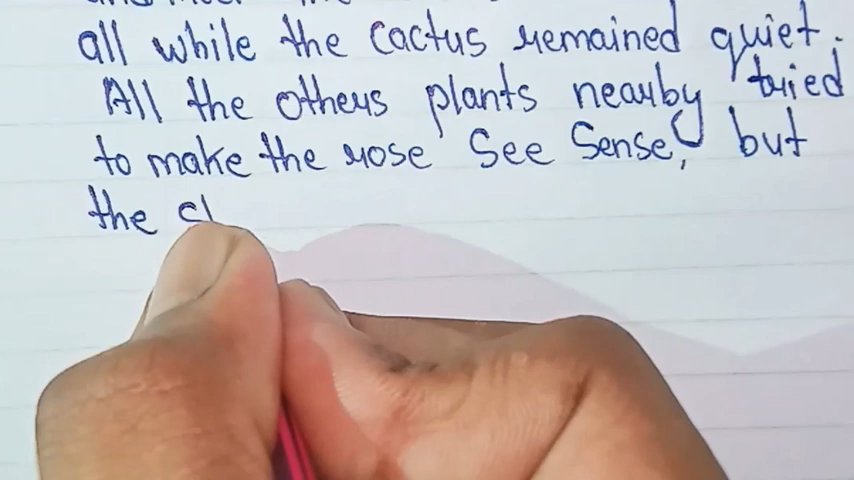 all while the cactus remained quiet.
All the others plants nearby tried
to make the rose See Sense, but
the